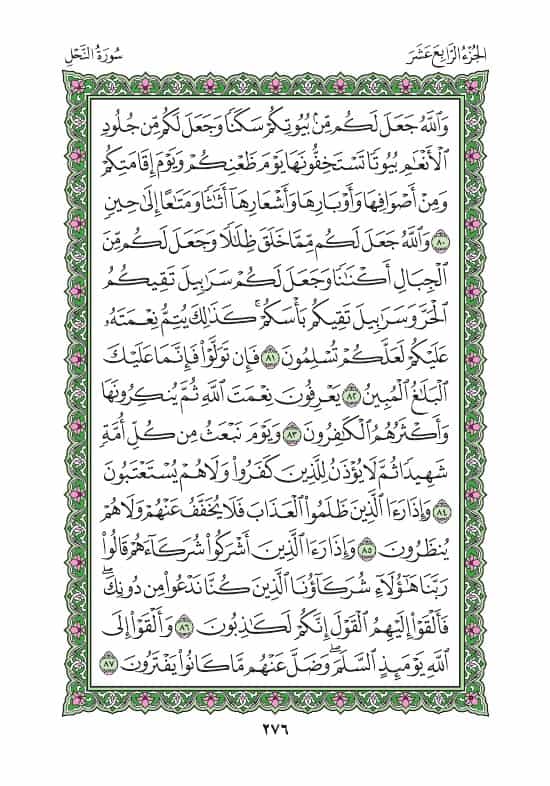 الجُزْءُ الرَّابِعَ عَشَرَ
سُورَةُ النَّحْلِ
وَٱللَّهُ جَعَلَ لَكُم مِّنۢ بُيُوتِكُمْ سَكَنٗا وَجَعَلَ لَكُم مِّن جُلُودِ
ٱلْأَنْعَٰمِ بُيُوتٗا تَسْتَخِفُّونَهَا يَوْمَ ظَعْنِكُمْ وَيَوْمَ إِقَامَتِكُمْ
وَمِنْ أَصْوَافِهَا وَأَوْبَارِهَا وَأَشْعَارِهَآ أَثَٰثٗا وَمَتَٰعًا إِلَىٰ حِينٖ
٨٠ وَٱللَّهُ جَعَلَ لَكُم مِّمَّا خَلَقَ ظِلَٰلٗا وَجَعَلَ لَكُم مِّنَ
ٱلْجِبَالِ أَكْنَٰنٗا وَجَعَلَ لَكُمْ سَرَٰبِيلَ تَقِيكُمُ
ٱلْحَرَّ وَسَرَٰبِيلَ تَقِيكُم بَأْسَكُمْۚ كَذَٰلِكَ يُتِمُّ نِعْمَتَهُۥ
عَلَيْكُمْ لَعَلَّكُمْ تُسْلِمُونَ ٨١ فَإِن تَوَلَّوْاْ فَإِنَّمَا عَلَيْكَ
ٱلْبَلَٰغُ ٱلْمُبِينُ ٨٢ يَعْرِفُونَ نِعْمَتَ ٱللَّهِ ثُمَّ يُنكِرُونَهَا
وَأَكْثَرُهُمُ ٱلْكَٰفِرُونَ ٨٣ وَيَوْمَ نَبْعَثُ مِن كُلِّ أُمَّةٖ
شَهِيدٗا ثُمَّ لَا يُؤْذَنُ لِلَّذِينَ كَفَرُواْ وَلَا هُمْ يُسْتَعْتَبُونَ
٨٤ وَإِذَا رَءَا ٱلَّذِينَ ظَلَمُواْ ٱلْعَذَابَ فَلَا يُخَفَّفُ عَنْهُمْ وَلَا هُمْ
يُنظَرُونَ ٨٥ وَإِذَا رَءَا ٱلَّذِينَ أَشْرَكُواْ شُرَكَآءَهُمْ قَالُواْ
رَبَّنَا هَٰٓؤُلَآءِ شُرَكَآؤُنَا ٱلَّذِينَ كُنَّا نَدْعُواْ مِن دُونِكَۖ
فَأَلْقَوْاْ إِلَيْهِمُ ٱلْقَوْلَ إِنَّكُمْ لَكَٰذِبُونَ ٨٦ وَأَلْقَوْاْ إِلَى
ٱللَّهِ يَوْمَئِذٍ ٱلسَّلَمَۖ وَضَلَّ عَنْهُم مَّا كَانُواْ يَفْتَرُونَ ٨٧
٢٧٦